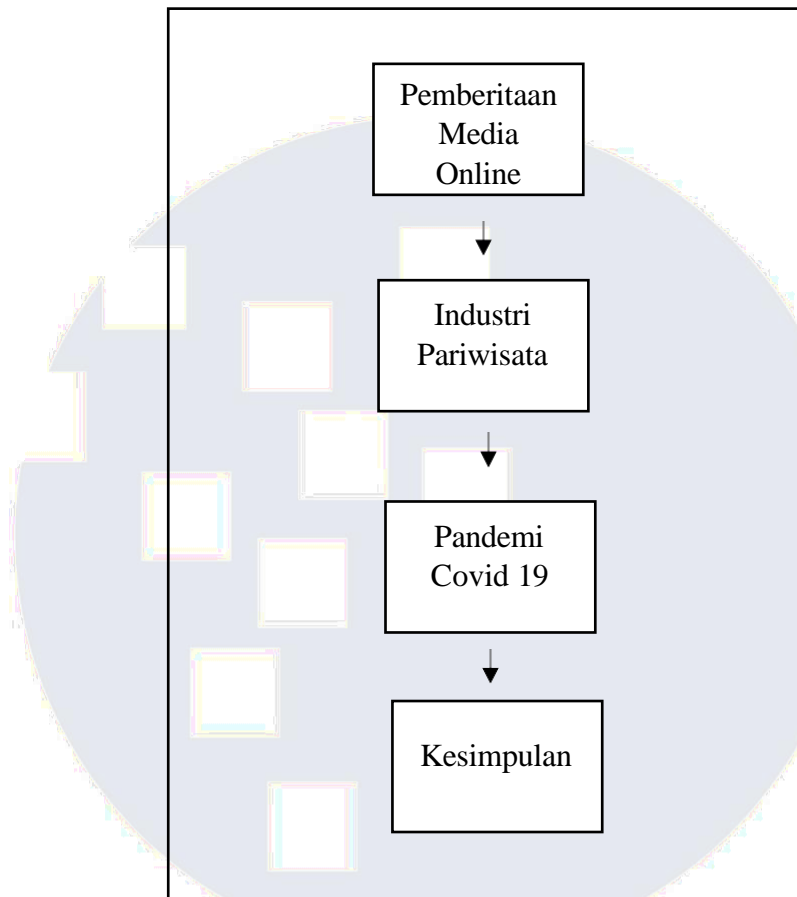 Pemberitaan
Media
Online
Industri
Pariwisata
Pandemi
Covid 19
Kesimpulan